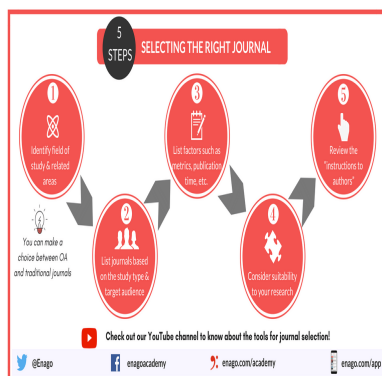 5
STEPS
SELECTING THE RIGHT JOURNAL
1
Identify field of
study & related
areas
You can make a
choice between OA
and traditional journals
2
List journals based
on the study type &
target audience
3
List factors such as
metrics, publication
time, etc.
4
Consider suitability
to your research
5
Review the
"instructions to
authors"
Check out our YouTube channel to know about the tools for journal selection!
@Enago
enagoacademy
enago.com/academy
enago.com/app